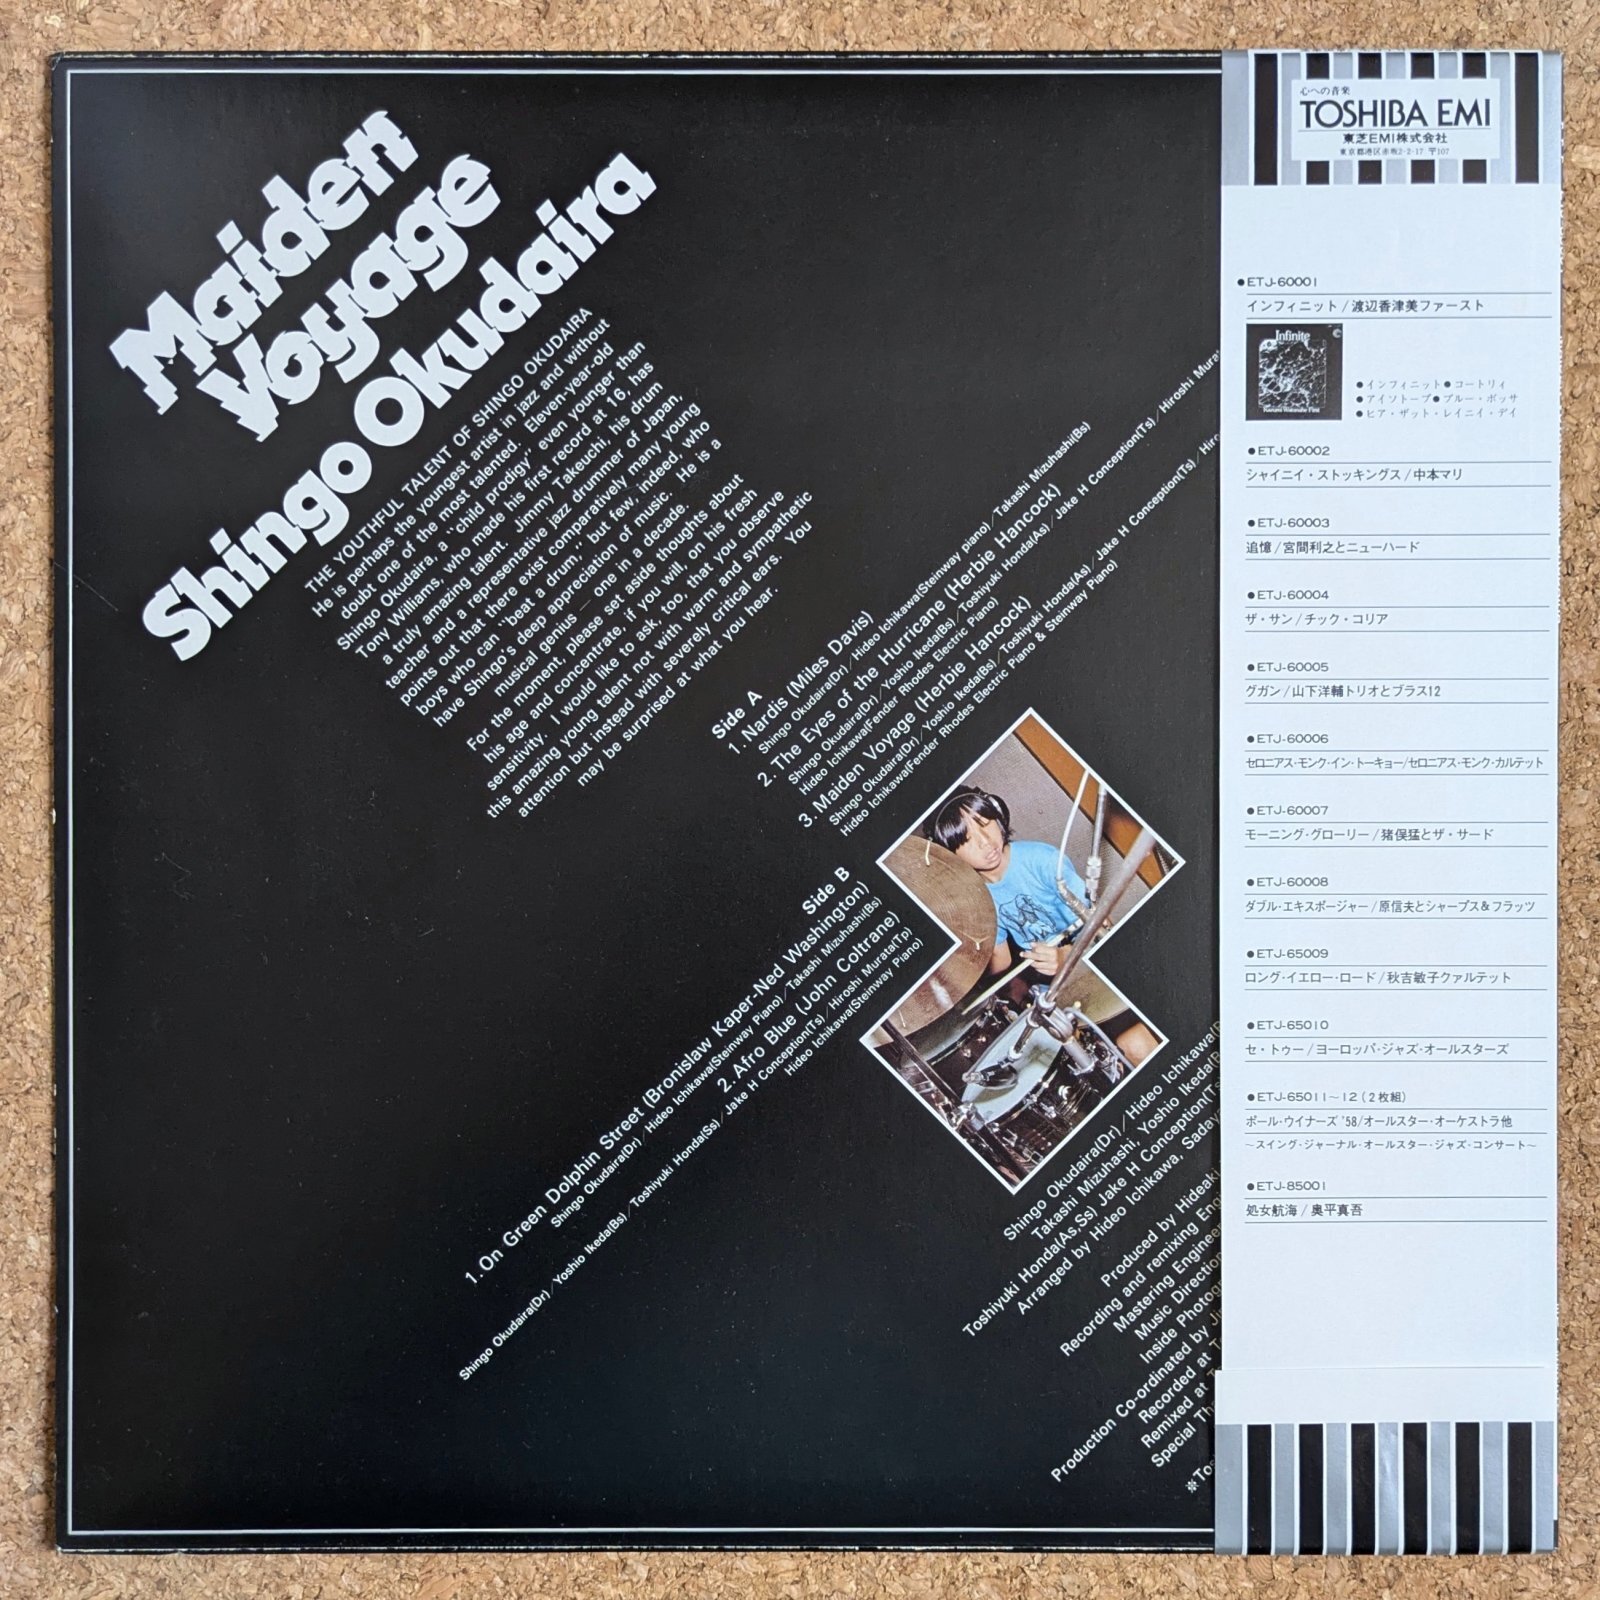 Maiden
Voyage
Shingo Okudaira
THE YOUTHFUL TALENT OF SHINGO OKUDAIRA
He is perhaps the youngest artist in jazz and without
doubt one of the most talented. Eleven-year-old
Shingo Okudaira, a "child prodigy" even younger than
Tony Williams, who made his first record at 16, has
a truly amazing talent. Jimmy Takeuchi, his drum
teacher and a representative jazz drummer of Japan,
points out that there exist comparatively many young
boys who can "beat a drum," but few, indeed, who
have Shingo's deep appreciation of music. He is a
musical genius — one in a decade.
For the moment, please set aside thoughts about
his age and concentrate, if you will, on his fresh
sensitivity. I would like to ask, too, that you observe
this amazing young talent not with warm and sympathetic
attention but instead with severely critical ears. You
may be surprised at what you hear.
Side A
1. Nardis (Miles Davis)
Shingo Okudaira(Dr)/Hideo Ichikawa(Steinway piano)/Takashi Mizuhashi(Bs)
2. The Eyes of the Hurricane (Herbie Hancock)
Shingo Okudaira(Dr)/Yoshio Ikeda(Bs)/Toshiyuki Honda(As)/Jake H Conception(Ts)/Hiroshi Mura
Hideo Ichikawa(Fender Rhodes Electric Piano)
3. Maiden Voyage (Herbie Hancock)
Shingo Okudaira(Dr)/Yoshio Ikeda(Bs)/Toshiyuki Honda(As)/Jake H Conception(Ts)/Hiro
Hideo Ichikawa(Fender Rhodes Electric Piano & Steinway Piano)
Side B
1. On Green Dolphin Street (Bronislaw Kaper-Ned Washington)
Shingo Okudaira(Dr)/Hideo Ichikawa(Steinway Piano)/Takashi Mizuhashi(Bs)
2. Afro Blue (John Coltrane)
Shingo Okudaira(Dr)/Yoshio Ikeda(Bs)/Toshiyuki Honda(Ss)/Jake H Conception(Ts)/Hiroshi Murata(Tp)
Hideo Ichikawa(Steinway Piano)
Shingo Okudaira(Dr)/Hideo Ichikawa(
Takashi Mizuhashi, Yoshio Ikeda(
Toshiyuki Honda(As,Ss) Jake H Conception(
Arranged by Hideo Ichikawa, Saday
Produced by Hideaki
Recording and remixing Eng
Mastering Engineer
Music Direction
Inside Photog
Production Co-ordinated by J
Recorded at
Remixed at
Special Th
※Tos
心への音楽
TOSHIBA EMI
東芝EMI株式会社
東京都港区赤坂2-2-17 〒107
●ETJ-60001
インフィニット/渡辺香津美ファースト
Infinite
Kazumi Watanabe First
●インフィニット●コートリィ
●アイソトープ●ブルー・ボッサ
●ヒア・ザット・レイニイ・デイ
●ETJ-60002
シャイニイ・ストッキングス/中本マリ
●ETJ-60003
追憶/宮間利之とニューハード
●ETJ-60004
ザ・サン/チック・コリア
●ETJ-60005
グガン/山下洋輔トリオとブラス12
●ETJ-60006
セロニアス・モンク・イン・トーキョー/セロニアス・モンク・カルテット
●ETJ-60007
モーニング・グローリー/猪俣猛とザ・サード
●ETJ-60008
ダブル・エキスポージャー/原信夫とシャープス&フラッツ
●ETJ-65009
ロング・イエロー・ロード/秋吉敏子クァルテット
●ETJ-65010
セ・トゥー/ヨーロッパ・ジャズ・オールスターズ
●ETJ-65011〜12(2枚組)
ポール・ウイナーズ'58/オールスター・オーケストラ他
〜スイング・ジャーナル・オールスター・ジャズ・コンサート〜
●ETJ-85001
処女航海/奥平真吾